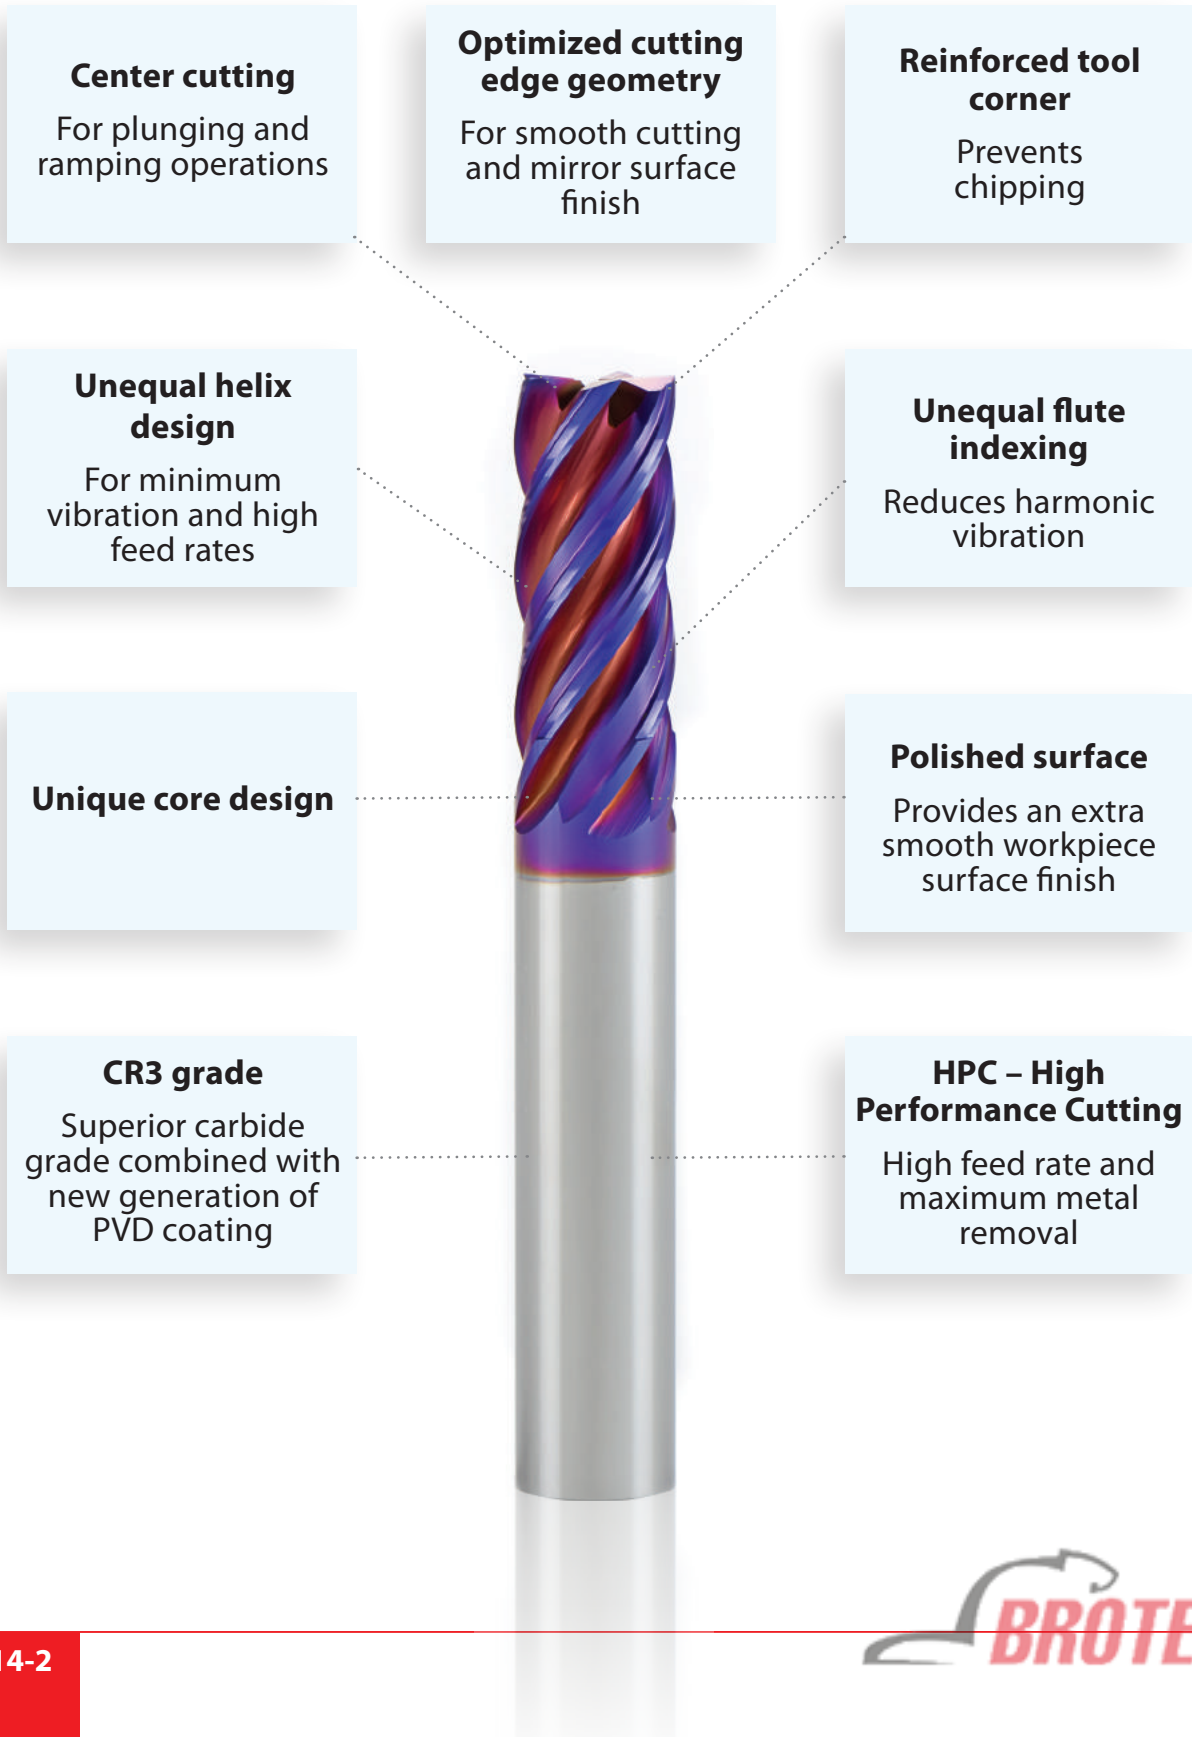 Center cutting
For plunging and
ramping operations
Optimized cutting
edge geometry
For smooth cutting
and mirror surface
finish
Reinforced tool
corner
Prevents
chipping
Unequal helix
design
For minimum
vibration and high
feed rates
Unequal flute
indexing
Reduces harmonic
vibration
Unique core design
Polished surface
Provides an extra
smooth workpiece
surface finish
CR3 grade
Superior carbide
grade combined with
new generation of
PVD coating
HPC – High
Performance Cutting
High feed rate and
maximum metal
removal
14-2
BROTE